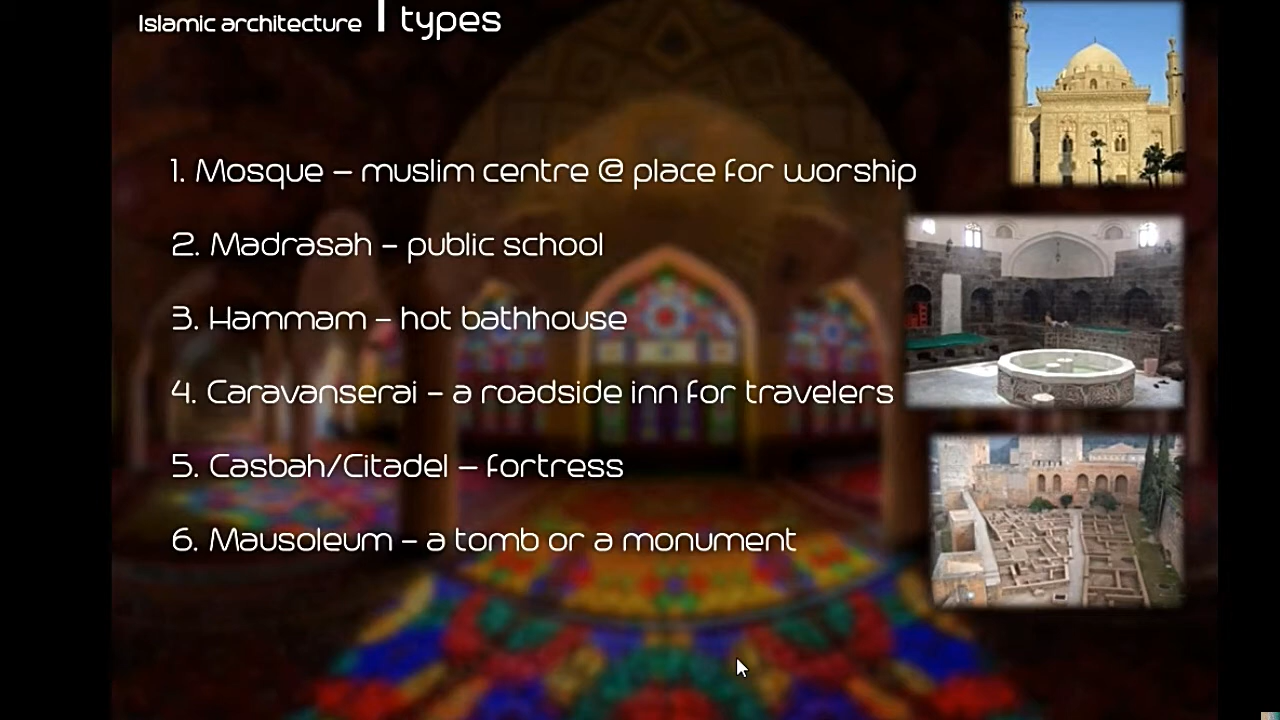 Islamic architecture | types
1. Mosque – muslim centre @ place for worship
2. Madrasah – public school
3. Hammam – hot bathhouse
4. Caravanserai – a roadside inn for travelers
5. Casbah/Citadel – fortress
6. Mausoleum – a tomb or a monument